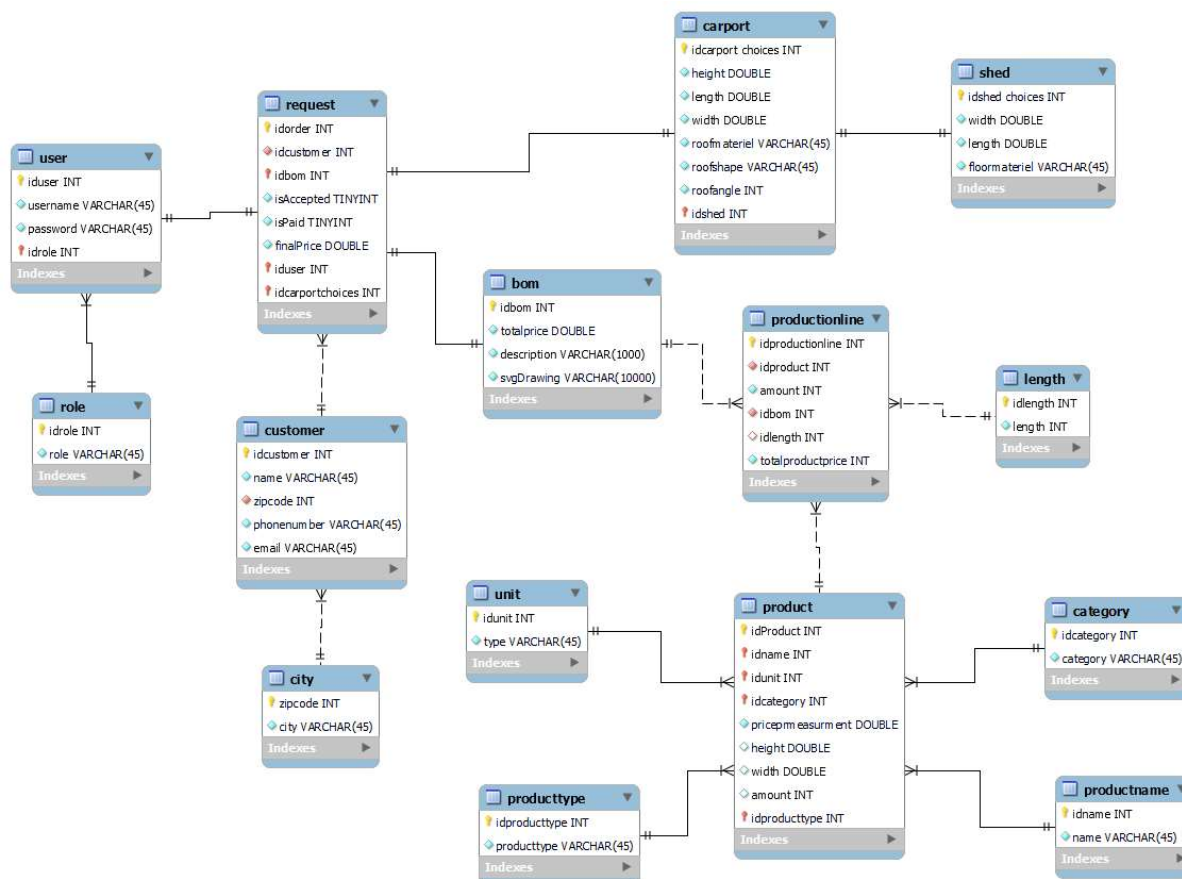 carport
idcarport choices INT
height DOUBLE
length DOUBLE
width DOUBLE
roofmateriel VARCHAR(45)
roofshape VARCHAR(45)
roofangle INT
idshed INT
Indexes
shed
idshed choices INT
width DOUBLE
length DOUBLE
floormateriel VARCHAR(45)
Indexes
request
idorder INT
idcustomer INT
idbom INT
isAccepted TINYINT
isPaid TINYINT
finalPrice DOUBLE
iduser INT
idcarportchoices INT
Indexes
user
iduser INT
username VARCHAR(45)
password VARCHAR(45)
idrole INT
Indexes
bom
idbom INT
totalprice DOUBLE
description VARCHAR(1000)
svgDrawing VARCHAR(10000)
Indexes
productionline
idproductionline INT
idproduct INT
amount INT
idbom INT
idlength INT
totalproductprice INT
Indexes
length
idlength INT
length INT
Indexes
role
idrole INT
role VARCHAR(45)
Indexes
customer
idcustomer INT
name VARCHAR(45)
zipcode INT
phonenumber VARCHAR(45)
email VARCHAR(45)
Indexes
unit
idunit INT
type VARCHAR(45)
Indexes
product
idProduct INT
idname INT
idunit INT
idcategory INT
priceprmeasurment DOUBLE
height DOUBLE
width DOUBLE
amount INT
idproducttype INT
Indexes
category
idcategory INT
category VARCHAR(45)
Indexes
city
zipcode INT
city VARCHAR(45)
Indexes
producttype
idproducttype INT
producttype VARCHAR(45)
Indexes
productname
idname INT
name VARCHAR(45)
Indexes